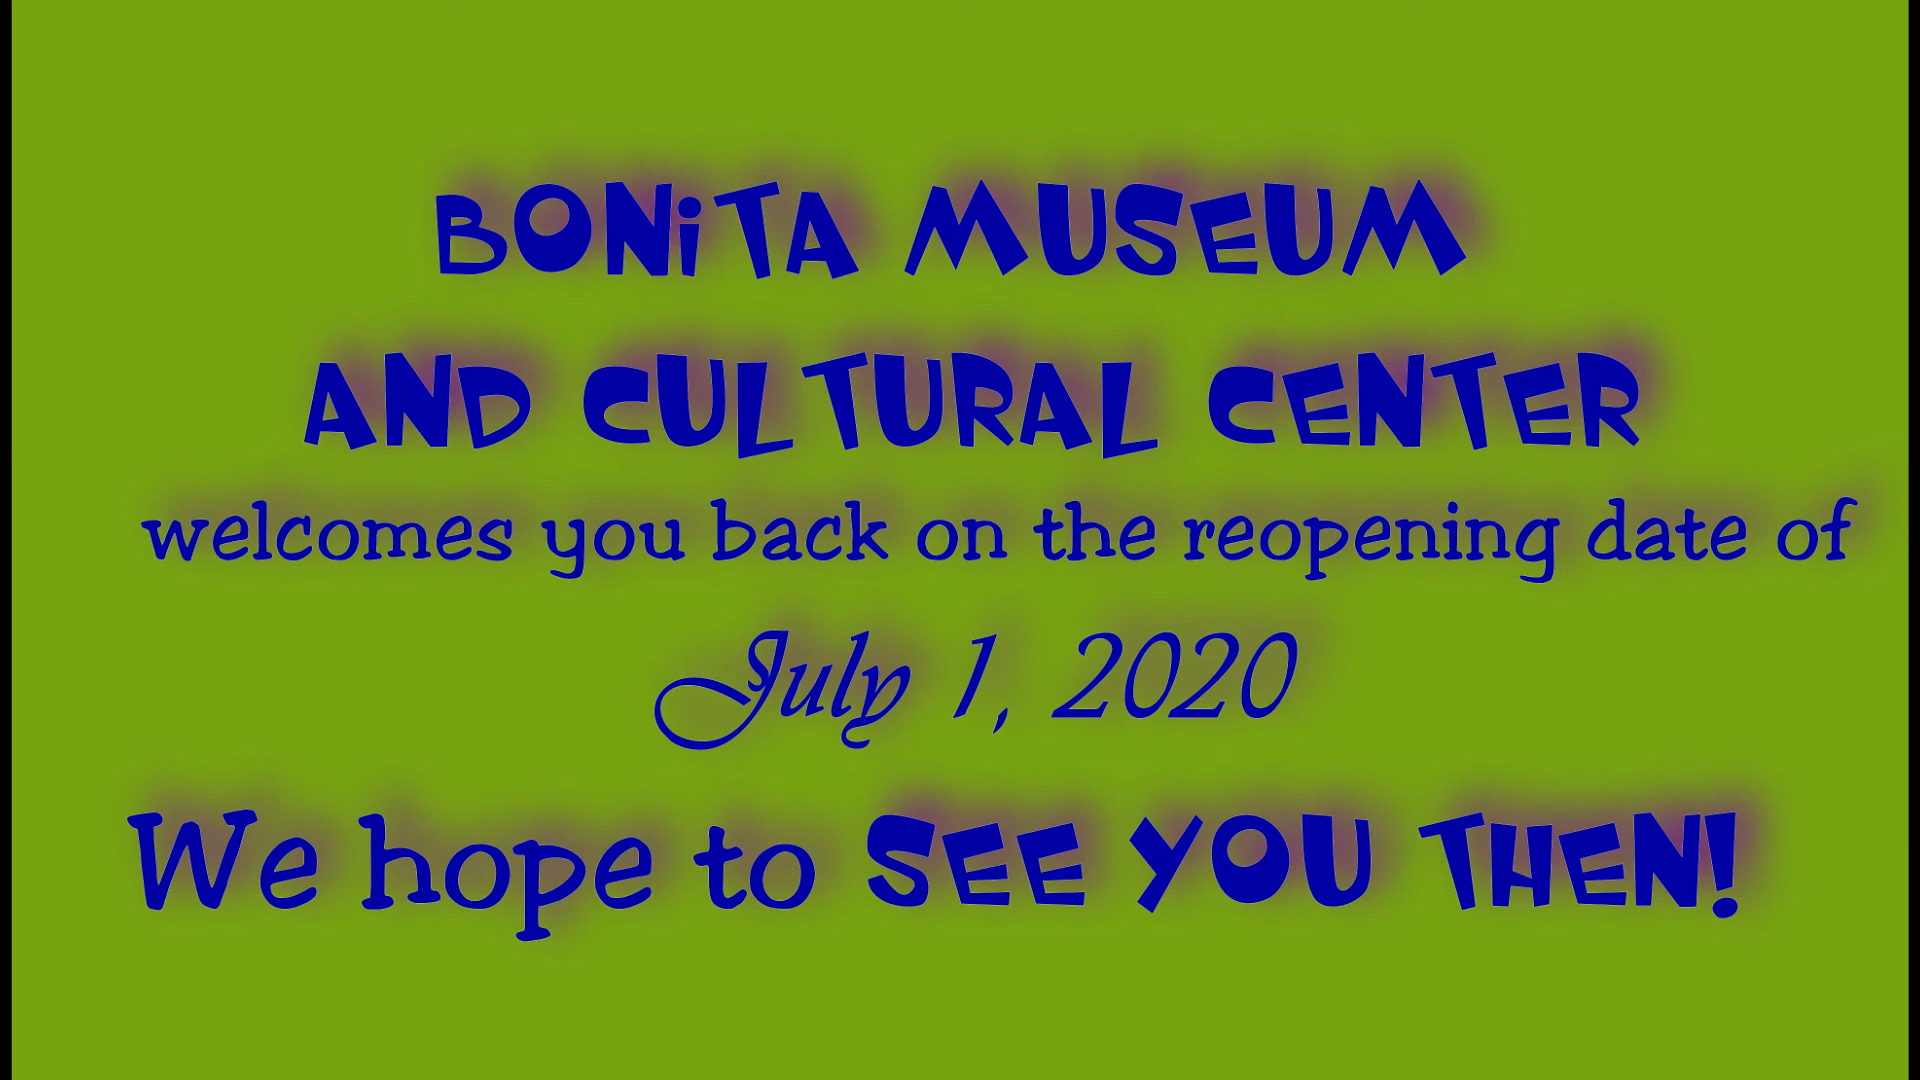 BONiTA MUSEUM
AND CULTURAL CENTER
welcomes you back on the reopening date of
July 1, 2020
We hope to SEE YOU THEN!